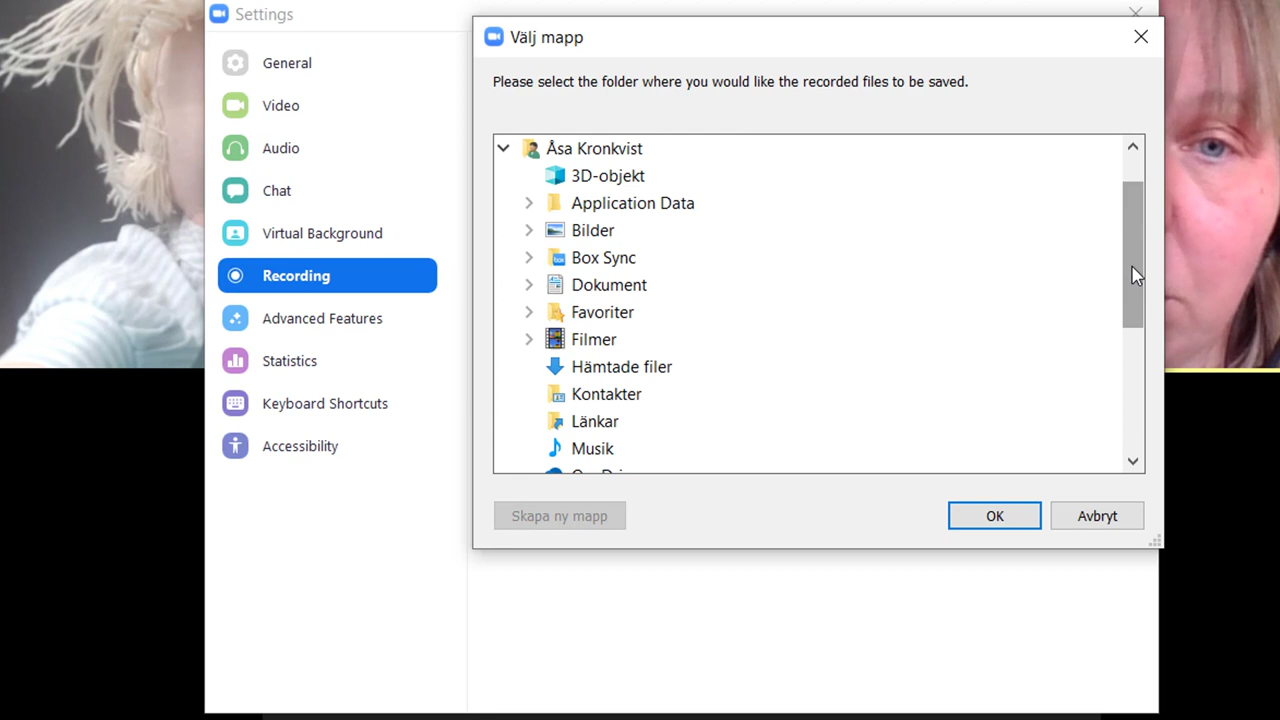 Settings
General
Video
Audio
Chat
Virtual Background
Recording
Advanced Features
Statistics
Keyboard Shortcuts
Accessibility
Välj mapp
Please select the folder where you would like the recorded files to be saved.
Åsa Kronkvist
3D-objekt
Application Data
Bilder
Box Sync
Dokument
Favoriter
Filmer
Hämtade filer
Kontakter
Länkar
Musik
Skapa ny mapp
OK
Avbryt